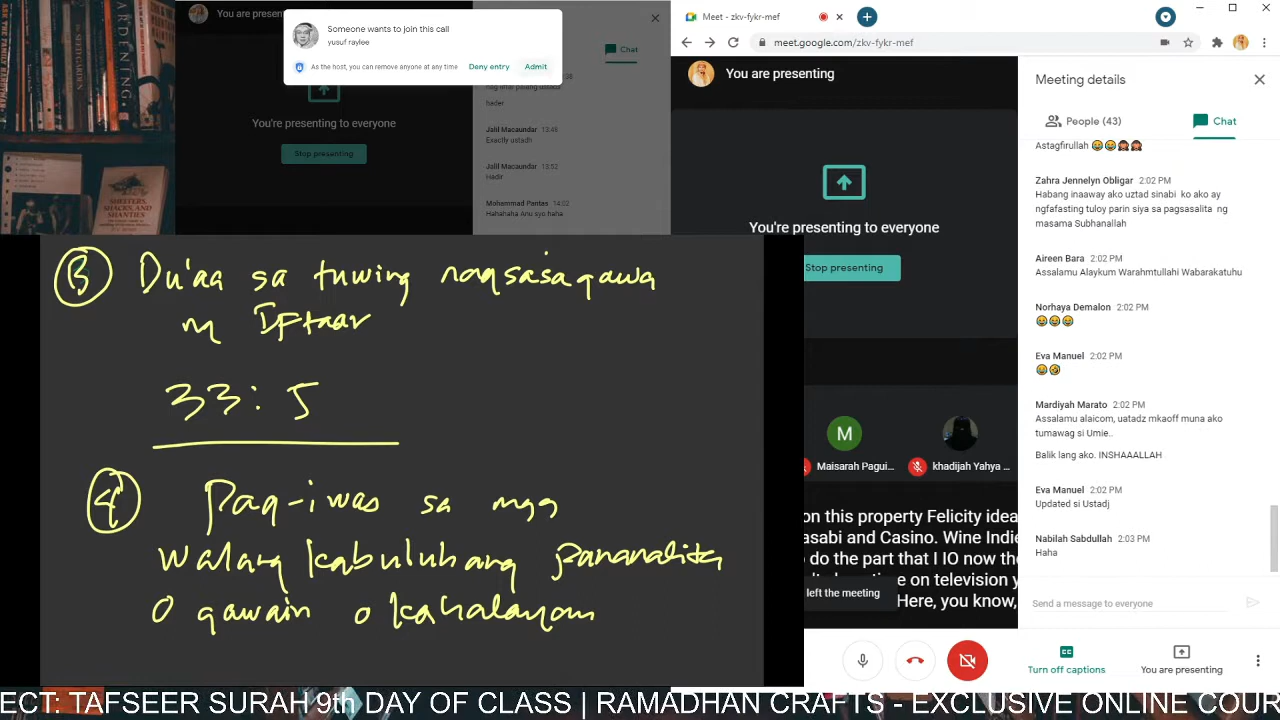 You are presenting
Someone wants to join this call
yusuf raylee
As the host, you can remove anyone at any time
Deny entry
Admit
Chat
hader
Jalil Macaundar 13:48
Exactly ustadh
Jalil Macaundar 13:52
Hadir
Mohammad Pantas 14:02
Hahahaha Anu syo haha
You're presenting to everyone
Stop presenting
GARDENING
SHELTERS,
SHACKS, AND
SHANTIES
Meet - zkv-fykr-mef
meet.google.com/zkv-fykr-mef
You are presenting
You're presenting to everyone
Stop presenting
Maisarah Pagui...
khadijah Yahya ...
M
on this property Felicity idea
asabi and Casino. Wine Indie
o do the part that I IO now the
e on television y
left the meeting
Here, you know,
Meeting details
People (43)
Chat
Astagfirullah 😂😂🤦🏻‍♀️🤦🏻‍♀️
Zahra Jennelyn Obligar 2:02 PM
Habang inaaway ako uztad sinabi ko ako ay
ngfafasting tuloy parin siya sa pagsasalita ng
masama Subhanallah
Aireen Bara 2:02 PM
Assalamu Alaykum Warahmtullahi Wabarakatuhu
Norhaya Demalon 2:02 PM
😂😂😂
Eva Manuel 2:02 PM
😂🤣
Mardiyah Marato 2:02 PM
Assalamu alaicom, uatadz mkaoff muna ako
tumawag si Umie..
Balik lang ako. INSHAAALLAH
Eva Manuel 2:02 PM
Updated si Ustadj
Nabilah Sabdullah 2:03 PM
Haha
Send a message to everyone
Turn off captions
You are presenting
③ Du'aa sa tuwing nagsasagawa
ng Iftaar
33:5
④ Pag-iwas sa mga
walang kabuluhang pananalita
o gawain o kahalayan
ECT: TAFSEER SURAH 9th DAY OF CLASS | RAMADHAN CRAFTS - EXCLUSIVE ONLINE COUR